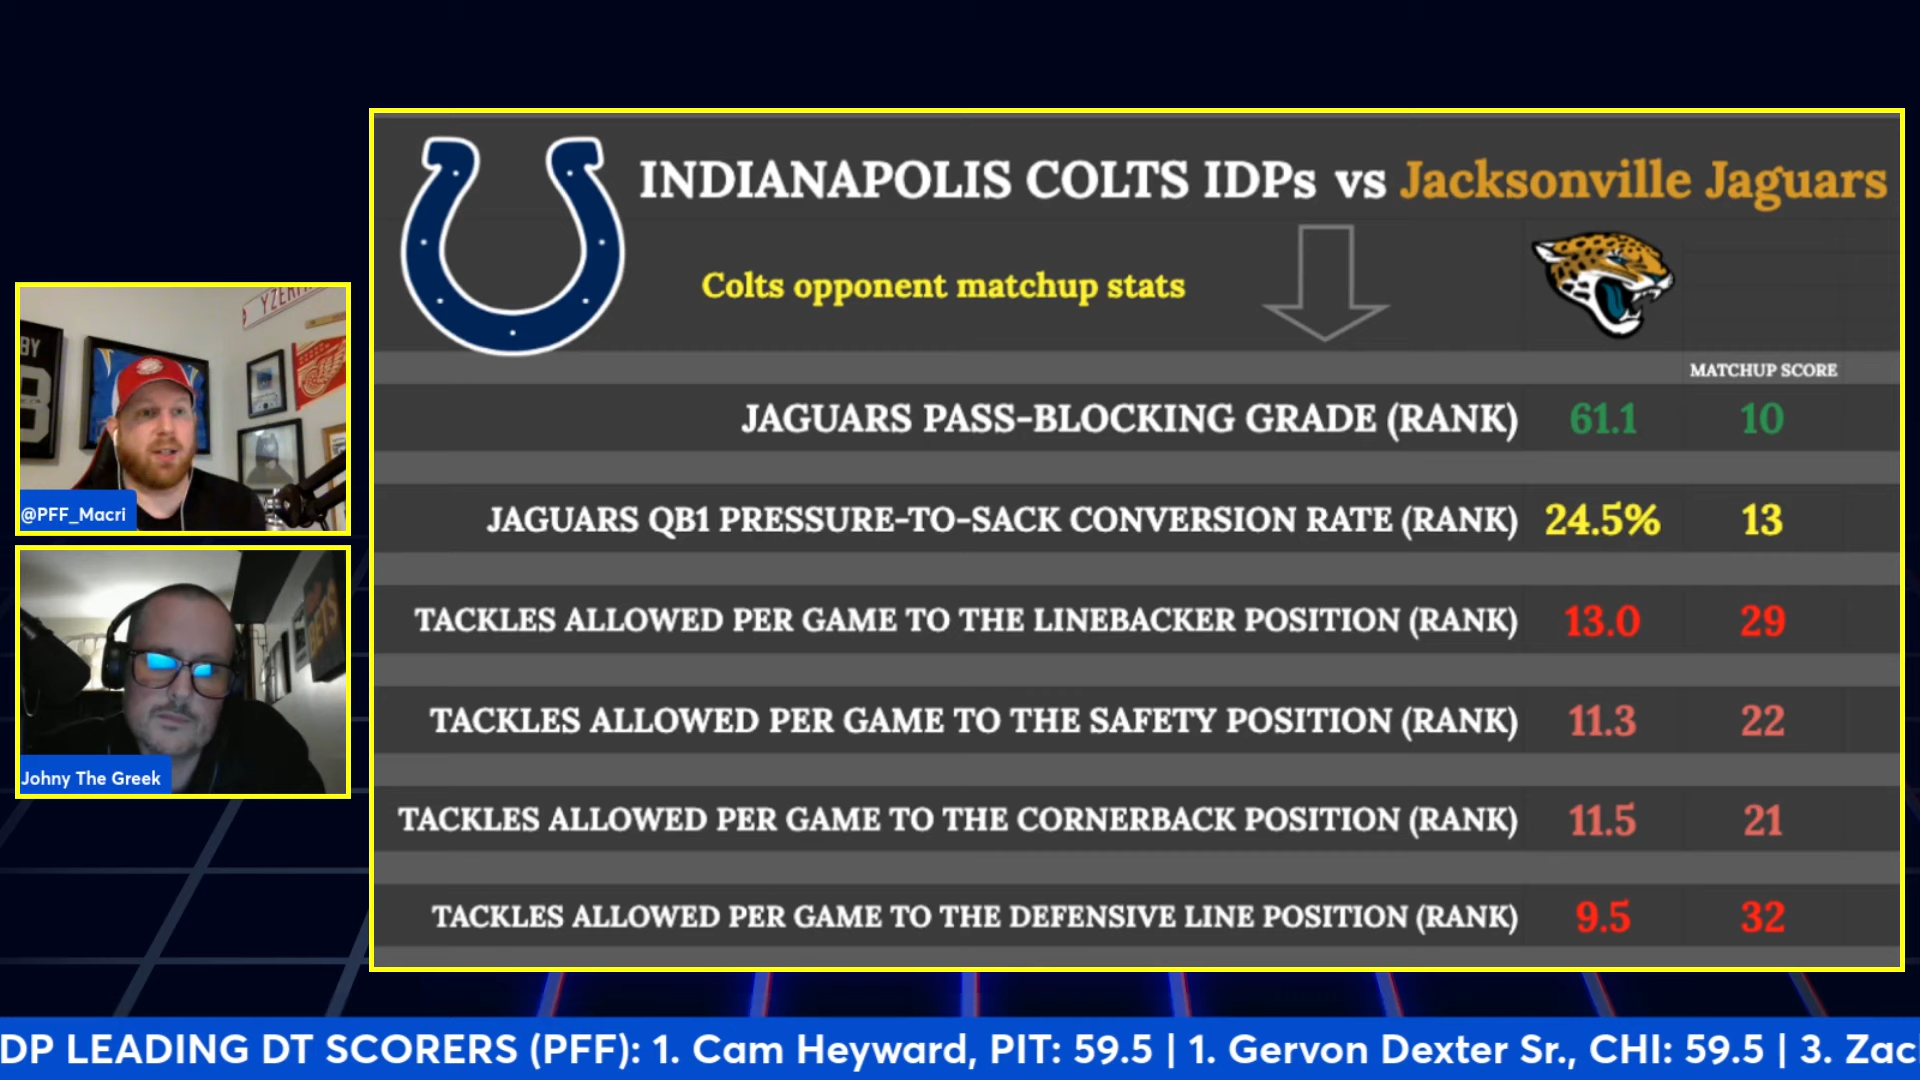 INDIANAPOLIS COLTS IDPs vs Jacksonville Jaguars
Colts opponent matchup stats
MATCHUP SCORE
JAGUARS PASS-BLOCKING GRADE (RANK) 61.1 10
JAGUARS QB1 PRESSURE-TO-SACK CONVERSION RATE (RANK) 24.5% 13
TACKLES ALLOWED PER GAME TO THE LINEBACKER POSITION (RANK) 13.0 29
TACKLES ALLOWED PER GAME TO THE SAFETY POSITION (RANK) 11.3 22
TACKLES ALLOWED PER GAME TO THE CORNERBACK POSITION (RANK) 11.5 21
TACKLES ALLOWED PER GAME TO THE DEFENSIVE LINE POSITION (RANK) 9.5 32
BY
8
@PFF_Macri
BETS
Johny The Greek
DP LEADING DT SCORERS (PFF): 1. Cam Heyward, PIT: 59.5 | 1. Gervon Dexter Sr., CHI: 59.5 | 3. Zac